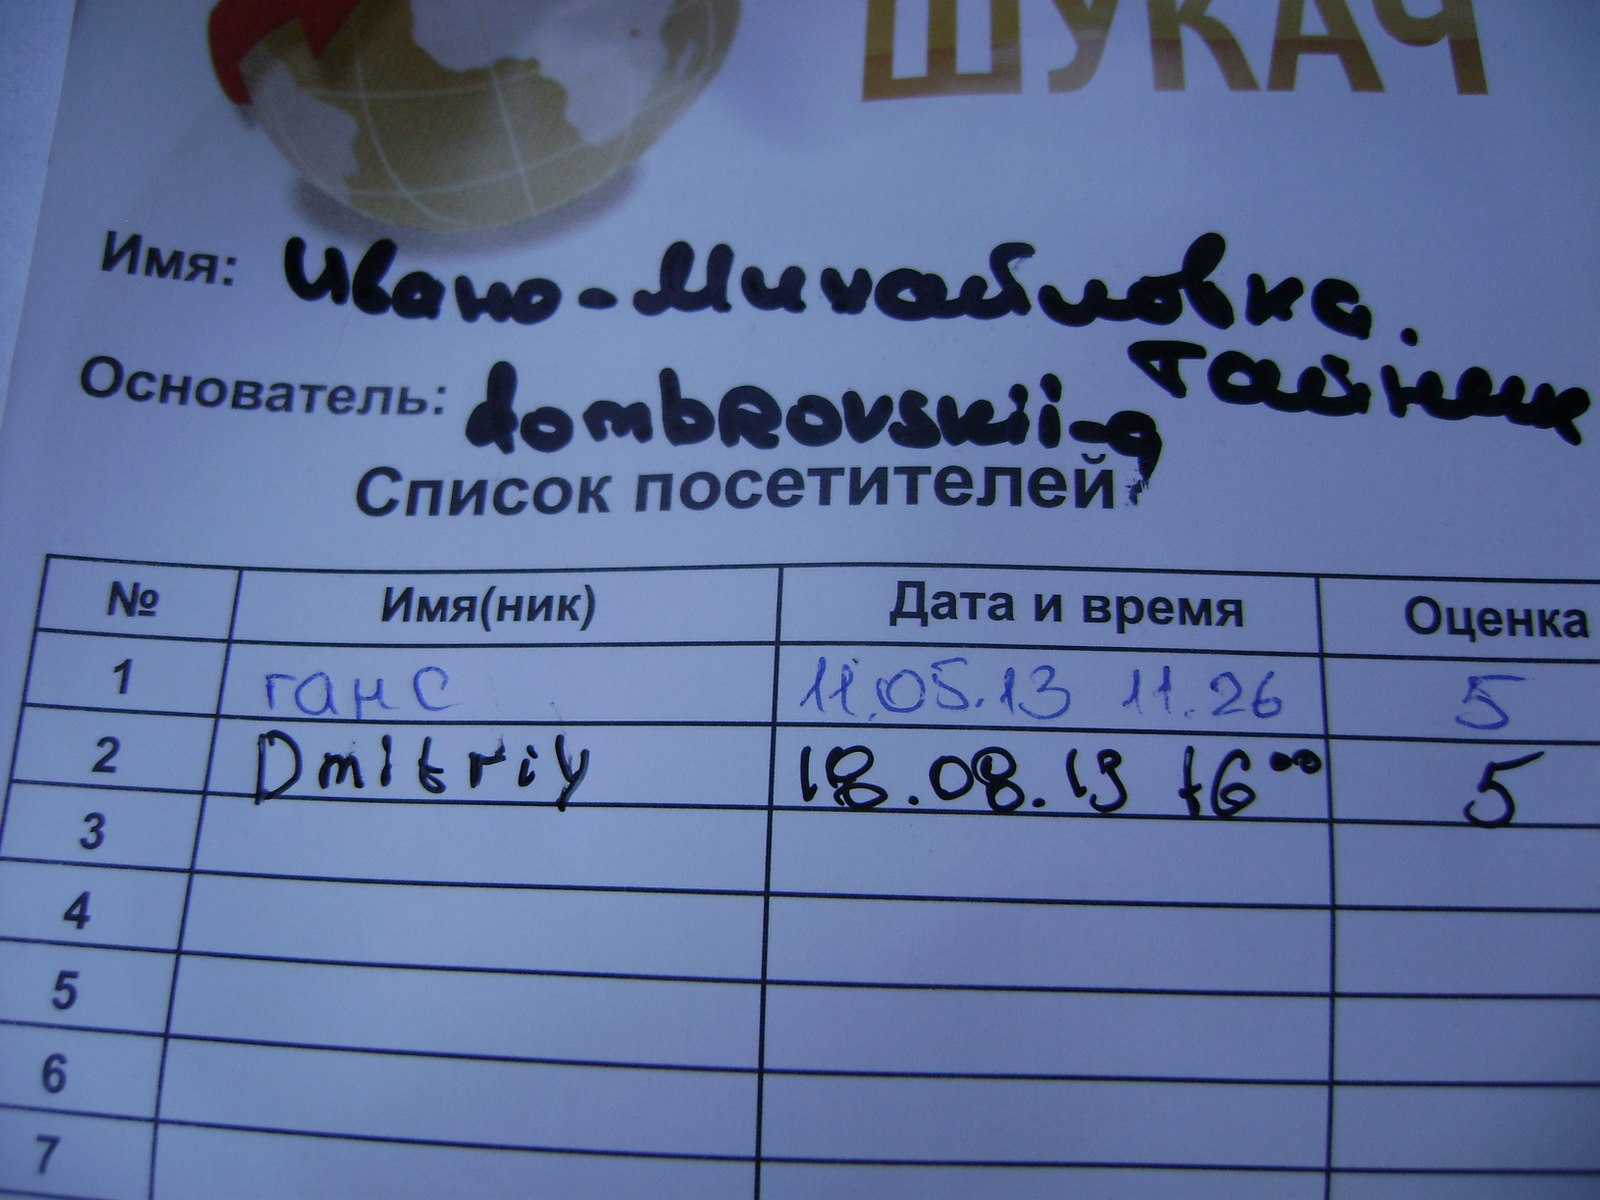 ШУКАЧ
Имя: Ивано-Михайловка.
тайник
Основатель: dombrovskii-g
Список посетителей
№ Имя(ник) Дата и время Оценка
1 ганс 11.05.13 11.26 5
2 Dmitriy 18.08.13 16⁰⁰ 5
3
4
5
6
7